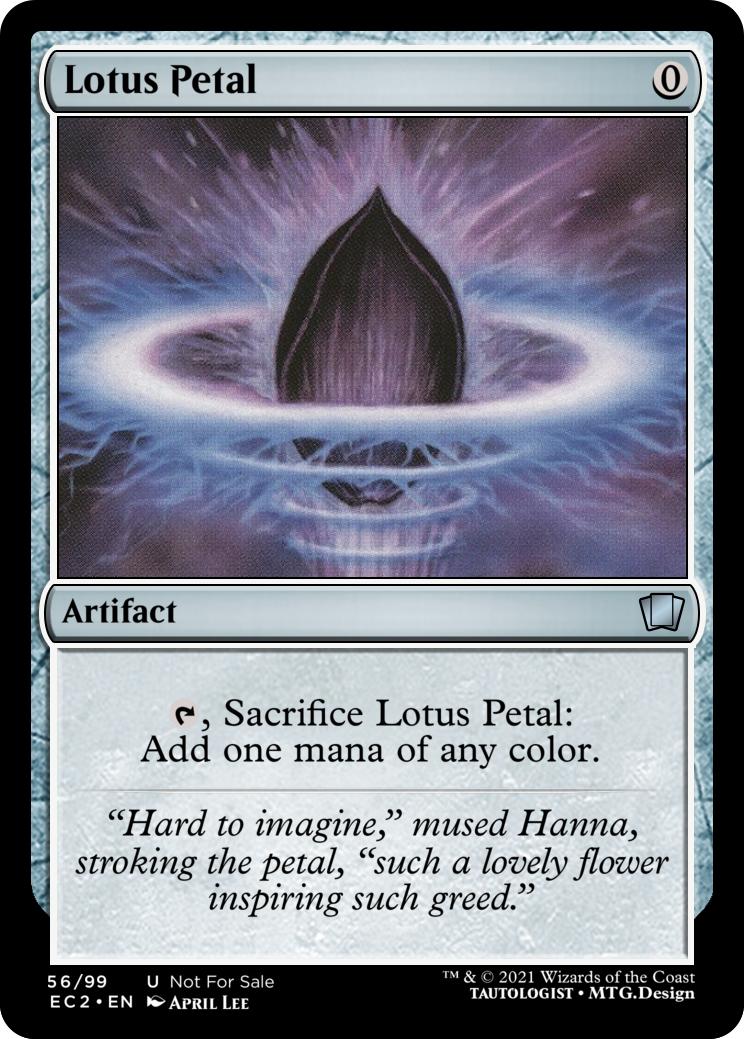 Lotus Petal 0
Artifact
, Sacrifice Lotus Petal:
Add one mana of any color.
“Hard to imagine,” mused Hanna,
stroking the petal, “such a lovely flower
inspiring such greed.”
56/99 U Not For Sale
EC2 • EN April Lee
™ & © 2021 Wizards of the Coast
TAUTOLOGIST • MTG.Design